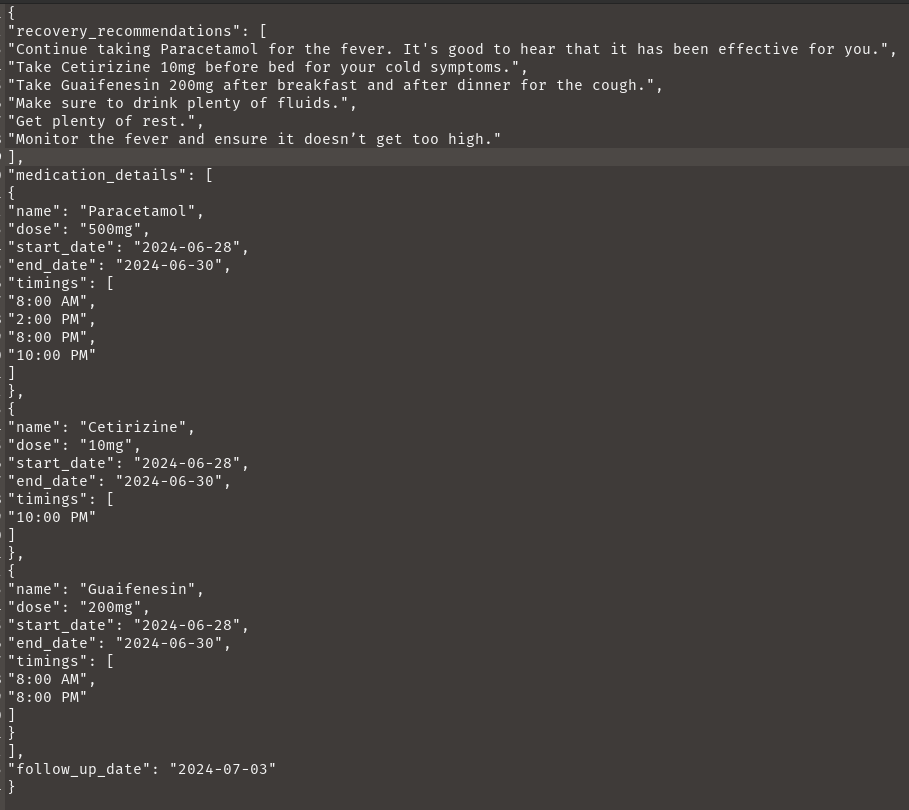 {
"recovery_recommendations": [
"Continue taking Paracetamol for the fever. It's good to hear that it has been effective for you.",
"Take Cetirizine 10mg before bed for your cold symptoms.",
"Take Guaifenesin 200mg after breakfast and after dinner for the cough.",
"Make sure to drink plenty of fluids.",
"Get plenty of rest.",
"Monitor the fever and ensure it doesn’t get too high."
],
"medication_details": [
{
"name": "Paracetamol",
"dose": "500mg",
"start_date": "2024-06-28",
"end_date": "2024-06-30",
"timings": [
"8:00 AM",
"2:00 PM",
"8:00 PM",
"10:00 PM"
]
},
{
"name": "Cetirizine",
"dose": "10mg",
"start_date": "2024-06-28",
"end_date": "2024-06-30",
"timings": [
"10:00 PM"
]
},
{
"name": "Guaifenesin",
"dose": "200mg",
"start_date": "2024-06-28",
"end_date": "2024-06-30",
"timings": [
"8:00 AM",
"8:00 PM"
]
}
],
"follow_up_date": "2024-07-03"
}